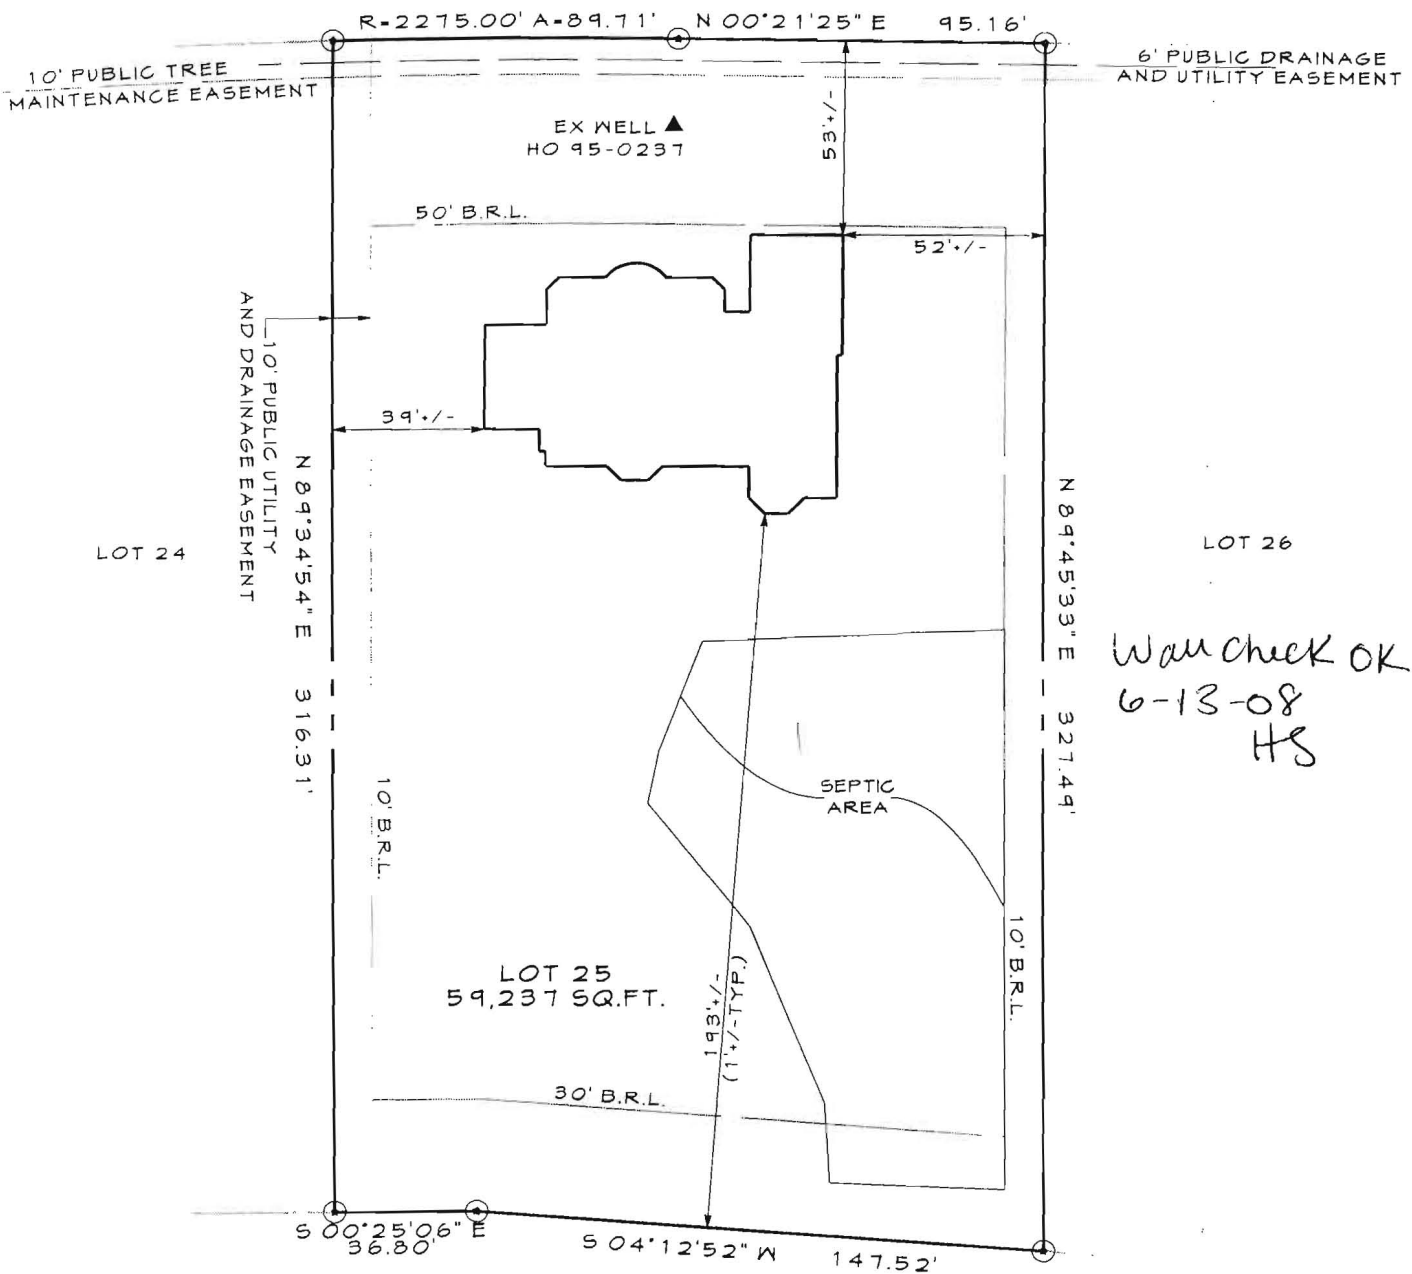 R=2275.00' A=89.71' N 00°21'25" E 95.16'
10' PUBLIC TREE
MAINTENANCE EASEMENT
6' PUBLIC DRAINAGE
AND UTILITY EASEMENT
EX WELL
HO 95-0237
53'+/-
50' B.R.L.
52'+/-
10' PUBLIC UTILITY
AND DRAINAGE EASEMENT
39'+/-
N 89°34'54" E 316.31'
N 89°45'33" E 327.49'
LOT 24
LOT 26
Wall Check OK
6-13-08
HS
SEPTIC
AREA
10' B.R.L.
10' B.R.L.
LOT 25
59,237 SQ.FT.
193'+/-
(1'+/-TYP.)
30' B.R.L.
S 00°25'06" E
36.80'
S 04°12'52" W 147.52'